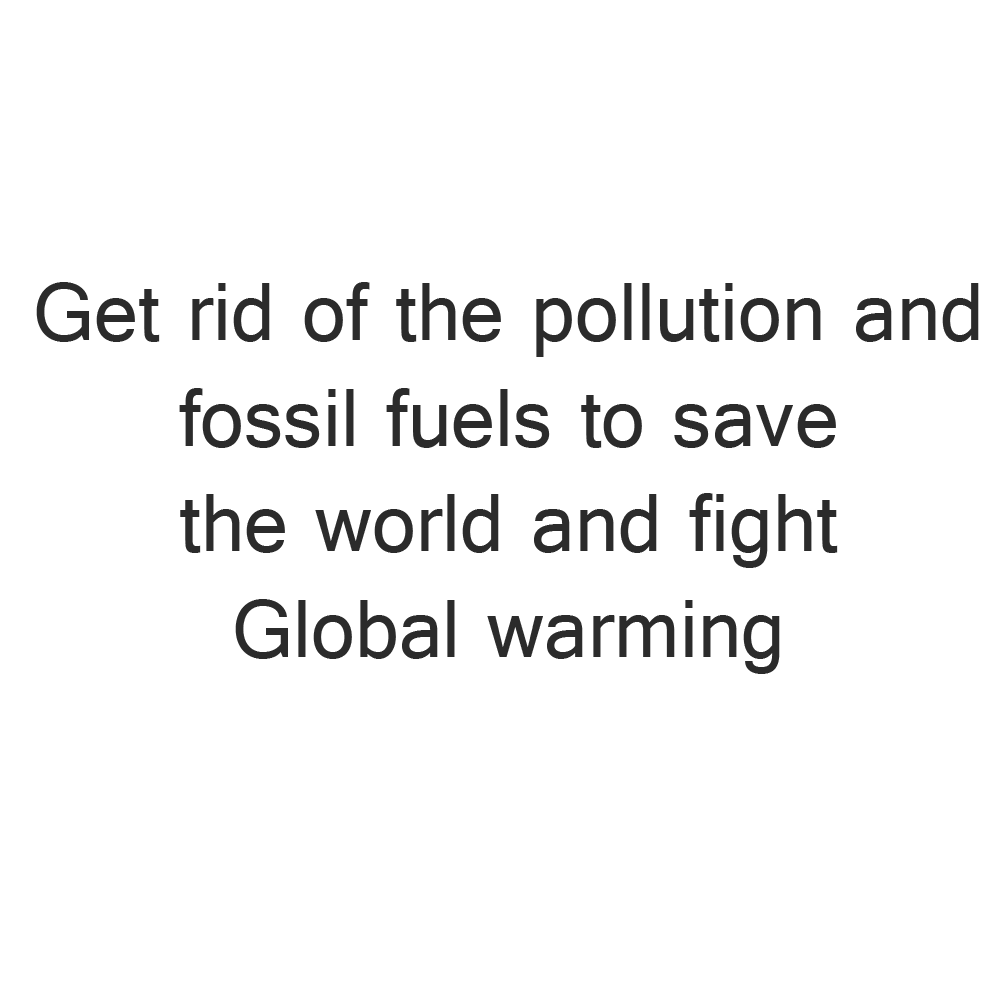 Get rid of the pollution and
fossil fuels to save
the world and fight
Global warming